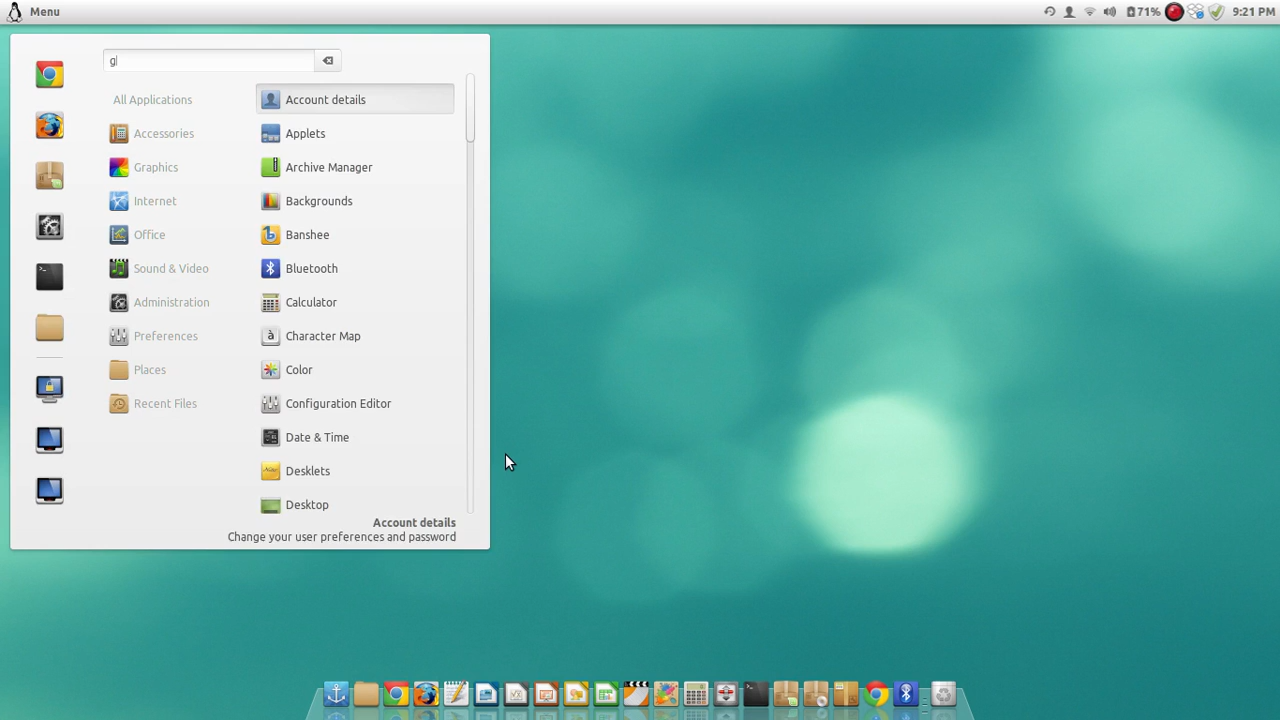 Menu
71%
9:21 PM
g
All Applications
Accessories
Graphics
Internet
Office
Sound & Video
Administration
Preferences
Places
Recent Files
Account details
Applets
Archive Manager
Backgrounds
Banshee
Bluetooth
Calculator
Character Map
Color
Configuration Editor
Date & Time
Desklets
Desktop
Account details
Change your user preferences and password